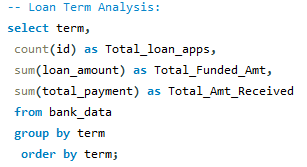 -- Loan Term Analysis:
select term,
count(id) as Total_loan_apps,
sum(loan_amount) as Total_Funded_Amt,
sum(total_payment) as Total_Amt_Received
from bank_data
group by term
order by term;